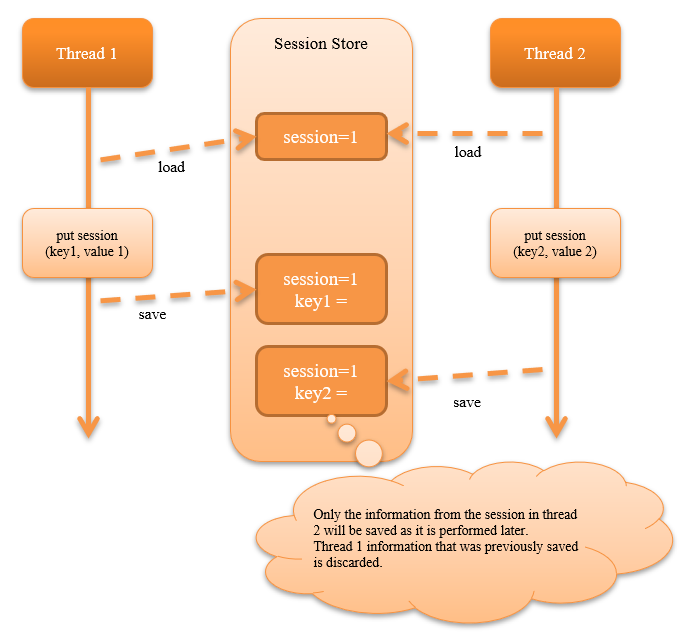 Thread 1
Session Store
Thread 2
session=1
load
load
put session
(key1, value 1)
put session
(key2, value 2)
session=1
key1 =
save
session=1
key2 =
save
Only the information from the session in thread
2 will be saved as it is performed later.
Thread 1 information that was previously saved
is discarded.